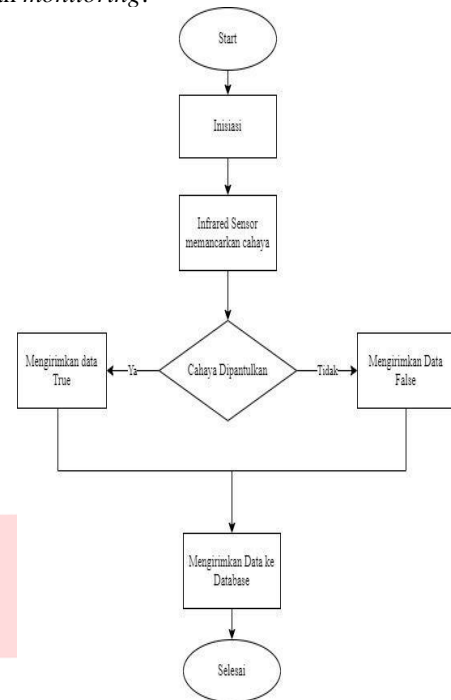 monitoring.
Start
Inisiasi
Infrared Sensor
memancarkan cahaya
Mengirimkan data
True
Ya
Cahaya Dipantulkan
Tidak
Mengirimkan Data
False
Mengirimkan Data ke
Database
Selesai